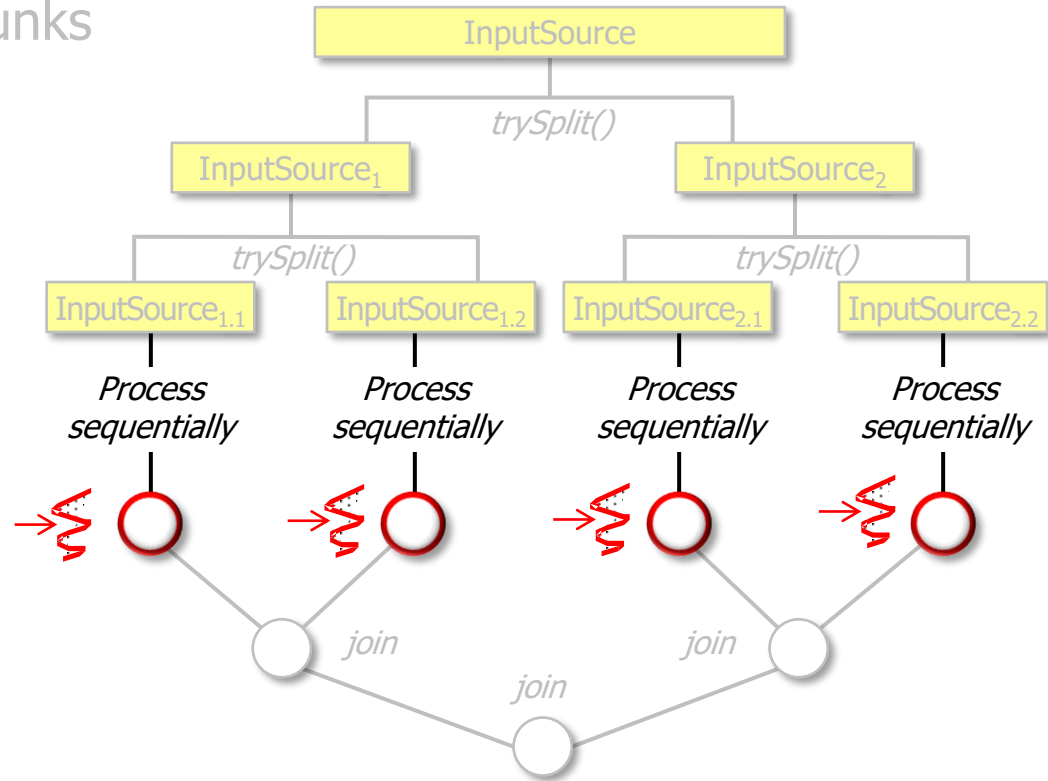 InputSource
trySplit()
InputSource₁ InputSource₂
trySplit() trySplit()
InputSource₁.₁ InputSource₁.₂ InputSource₂.₁ InputSource₂.₂
Process Process Process Process
sequentially sequentially sequentially sequentially
join join
join